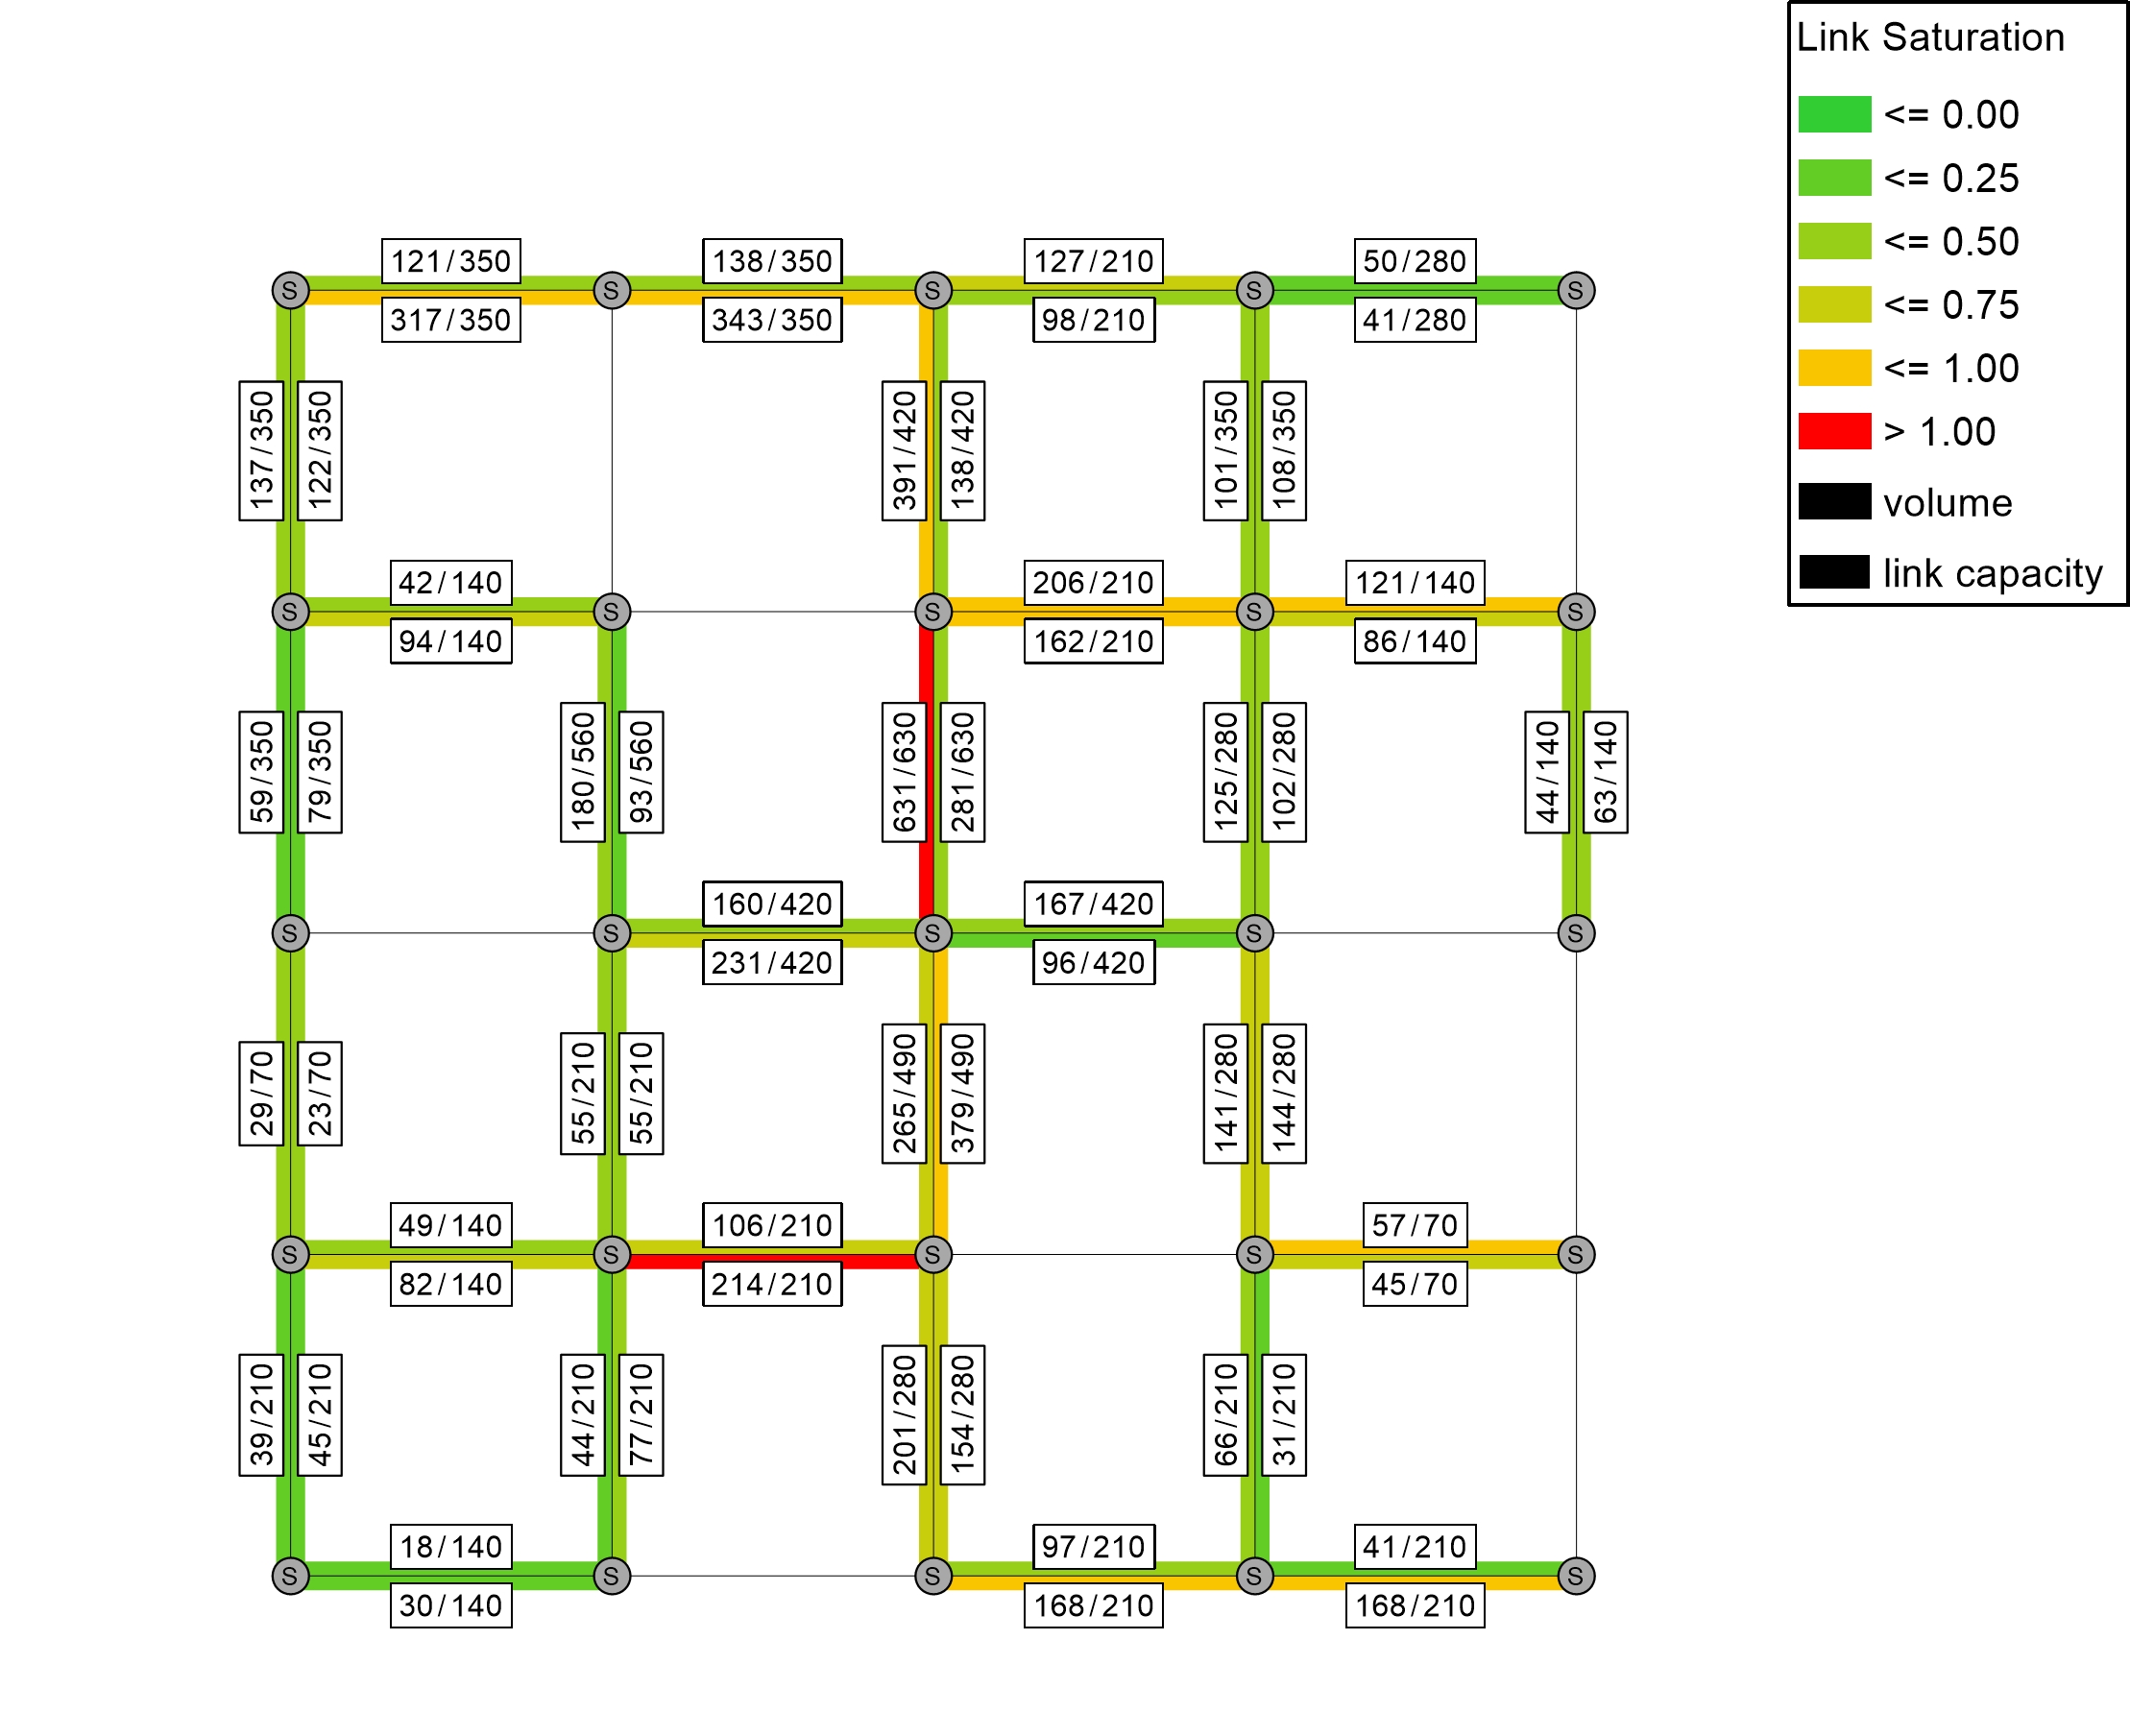 Link Saturation
<= 0.00
<= 0.25
<= 0.50
<= 0.75
<= 1.00
> 1.00
volume
link capacity
121/350
138/350
127/210
50/280
S
S
S
S
S
317/350
343/350
98/210
41/280
137/350
122/350
391/420
138/420
101/350
108/350
42/140
206/210
121/140
S
S
S
S
S
94/140
162/210
86/140
59/350
79/350
180/560
93/560
631/630
281/630
125/280
102/280
44/140
63/140
160/420
167/420
S
S
S
S
S
231/420
96/420
29/70
23/70
55/210
55/210
265/490
379/490
141/280
144/280
49/140
106/210
57/70
S
S
S
S
S
82/140
214/210
45/70
39/210
45/210
44/210
77/210
201/280
154/280
66/210
31/210
18/140
97/210
41/210
S
S
S
S
S
30/140
168/210
168/210